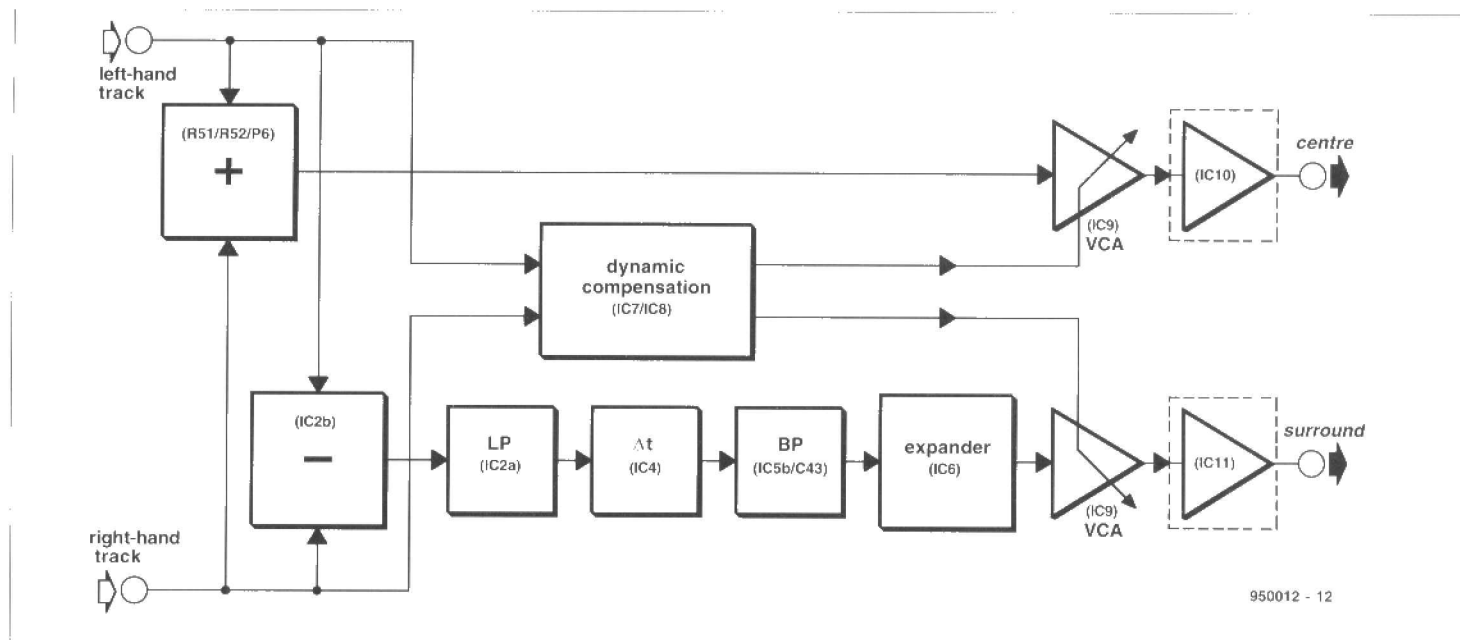 left-hand
track
(R51/R52/P6)
+
centre
(IC10)
(IC9)
VCA
dynamic
compensation
(IC7/IC8)
(IC2b)
−
LP
(IC2a)
Δt
(IC4)
BP
(IC5b/C43)
expander
(IC6)
(IC9)
VCA
surround
(IC11)
right-hand
track
950012 - 12